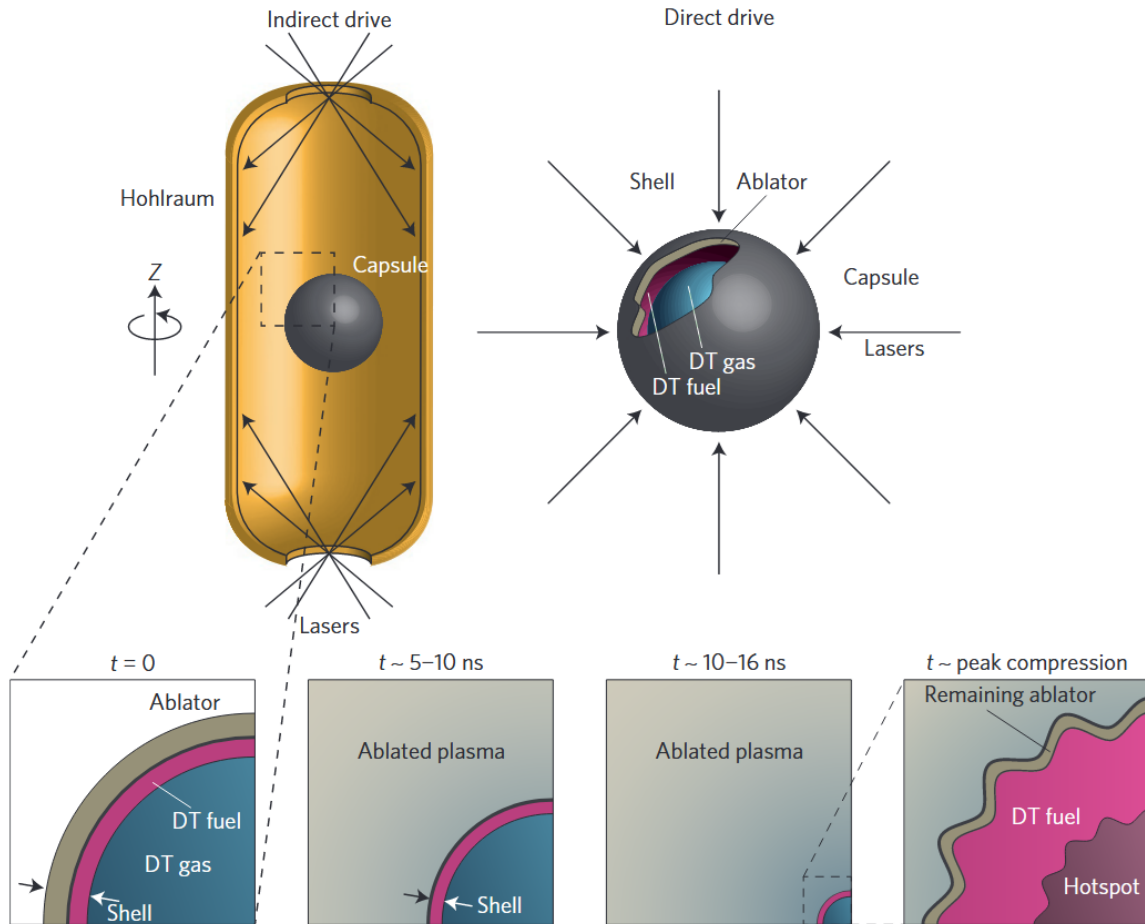 Indirect drive
Direct drive
Hohlraum
Z
Capsule
Lasers
Shell
Ablator
Capsule
Lasers
DT gas
DT fuel
t = 0
Ablator
DT fuel
DT gas
Shell
t ~ 5–10 ns
Ablated plasma
Shell
t ~ 10–16 ns
Ablated plasma
t ~ peak compression
Remaining ablator
DT fuel
Hotspot